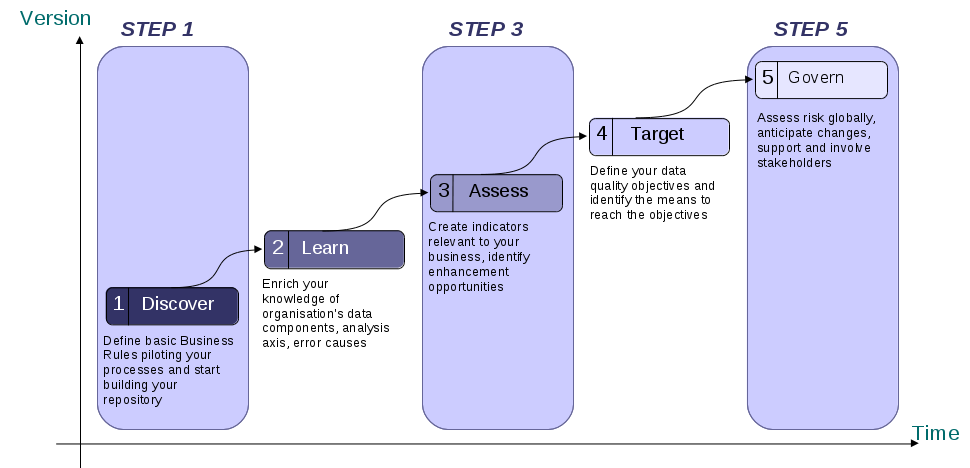 Version
STEP 1
STEP 3
STEP 5
1 Discover
Define basic Business
Rules piloting your
processes and start
building your
repository
2 Learn
Enrich your
knowledge of
organisation's data
components, analysis
axis, error causes
3 Assess
Create indicators
relevant to your
business, identify
enhancement
opportunities
4 Target
Define your data
quality objectives and
identify the means to
reach the objectives
5 Govern
Assess risk globally,
anticipate changes,
support and involve
stakeholders
Time